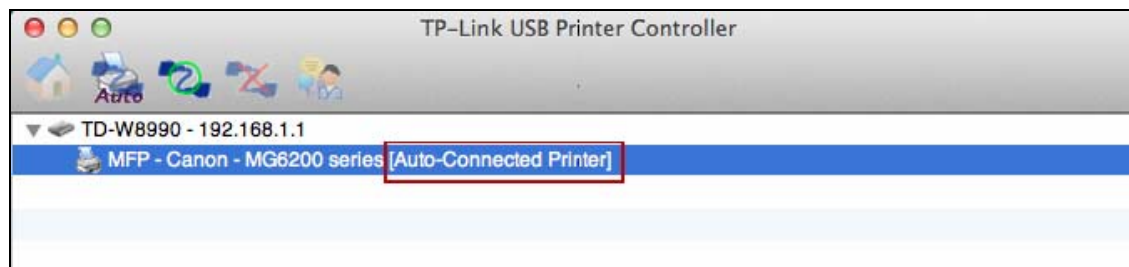 TP-Link USB Printer Controller
Auto
TD-W8990 - 192.168.1.1
MFP - Canon - MG6200 series [Auto-Connected Printer]